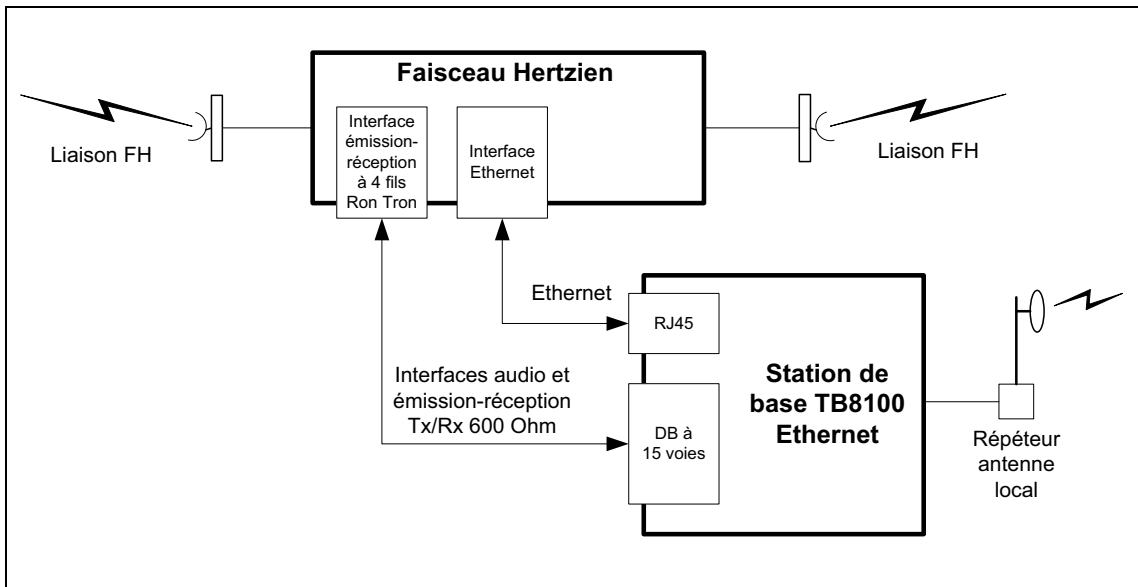 Faisceau Hertzien
Interface
émission-
réception
à 4 fils
Ron Tron
Interface
Ethernet
Liaison FH
Liaison FH
Ethernet
RJ45
Interfaces audio et
émission-réception
Tx/Rx 600 Ohm
DB à
15 voies
Station de
base TB8100
Ethernet
Répéteur
antenne
local